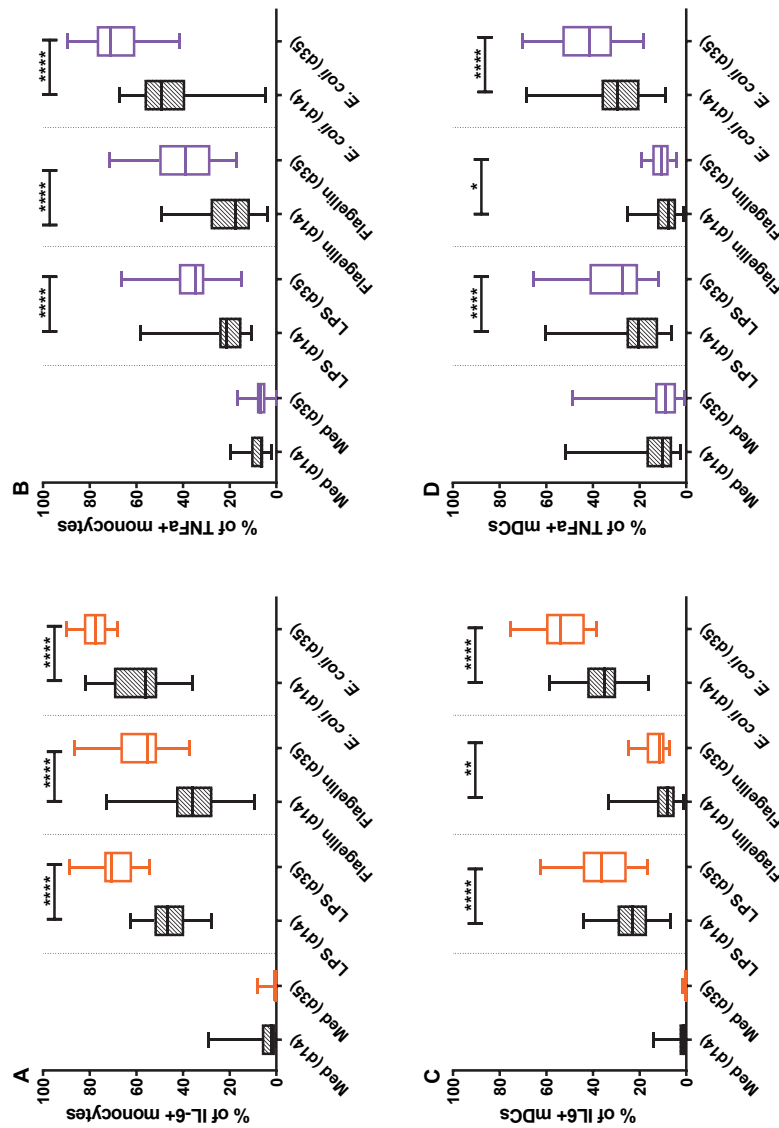 A
% of IL-6+ monocytes
100
80
60
40
20
0
****
****
****
Med (d14)
Med (d35)
LPS (d14)
LPS (d35)
Flagellin (d14)
Flagellin (d35)
E. coli (d14)
E. coli (d35)
B
% of TNFa+ monocytes
100
80
60
40
20
0
****
****
****
Med (d14)
Med (d35)
LPS (d14)
LPS (d35)
Flagellin (d14)
Flagellin (d35)
E. coli (d14)
E. coli (d35)
C
% of IL6+ mDCs
100
80
60
40
20
0
****
**
****
Med (d14)
Med (d35)
LPS (d14)
LPS (d35)
Flagellin (d14)
Flagellin (d35)
E. coli (d14)
E. coli (d35)
D
% of TNFa+ mDCs
100
80
60
40
20
0
****
*
****
Med (d14)
Med (d35)
LPS (d14)
LPS (d35)
Flagellin (d14)
Flagellin (d35)
E. coli (d14)
E. coli (d35)